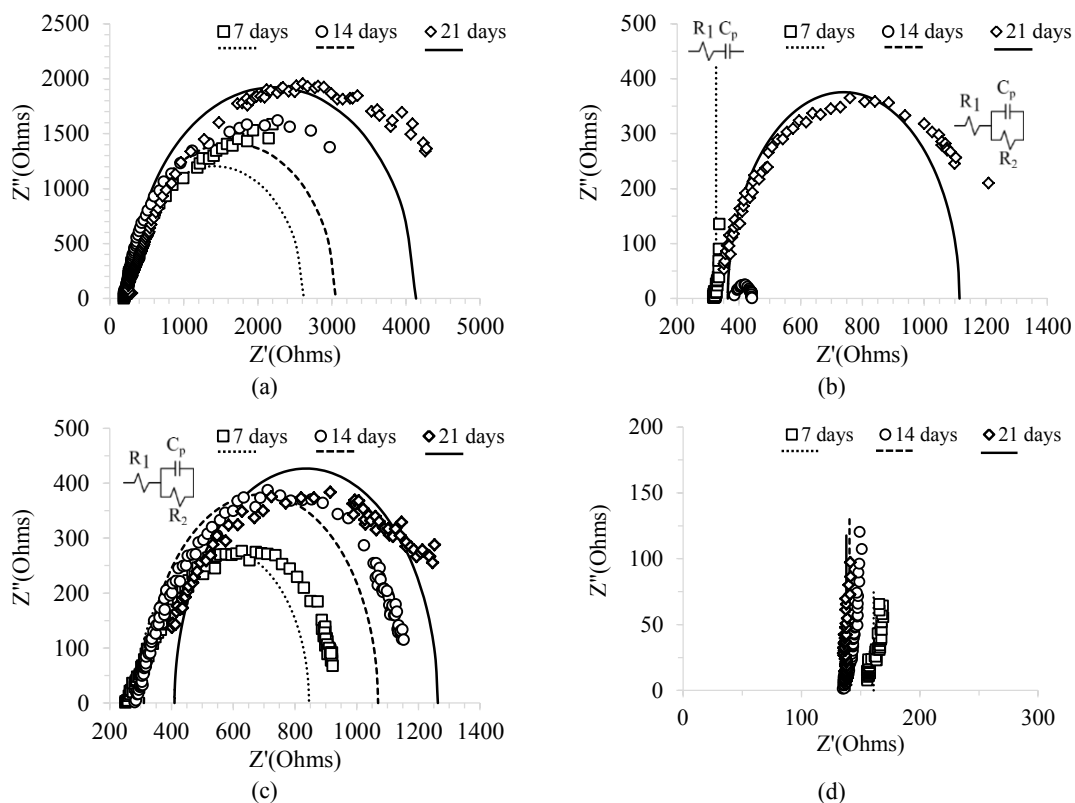 2500
2000
1500
1000
500
0
Z"(Ohms)
7 days 14 days 21 days
0 1000 2000 3000 4000 5000
Z'(Ohms)
(a)
500
400
300
200
100
0
Z"(Ohms)
7 days 14 days 21 days
R1 Cp
Cp
R1
R2
200 400 600 800 1000 1200 1400
Z'(Ohms)
(b)
500
400
300
200
100
0
Z"(Ohms)
7 days 14 days 21 days
Cp
R1
R2
200 400 600 800 1000 1200 1400
Z'(Ohms)
(c)
200
150
100
50
0
Z"(Ohms)
7 days 14 days 21 days
0 100 200 300
Z'(Ohms)
(d)